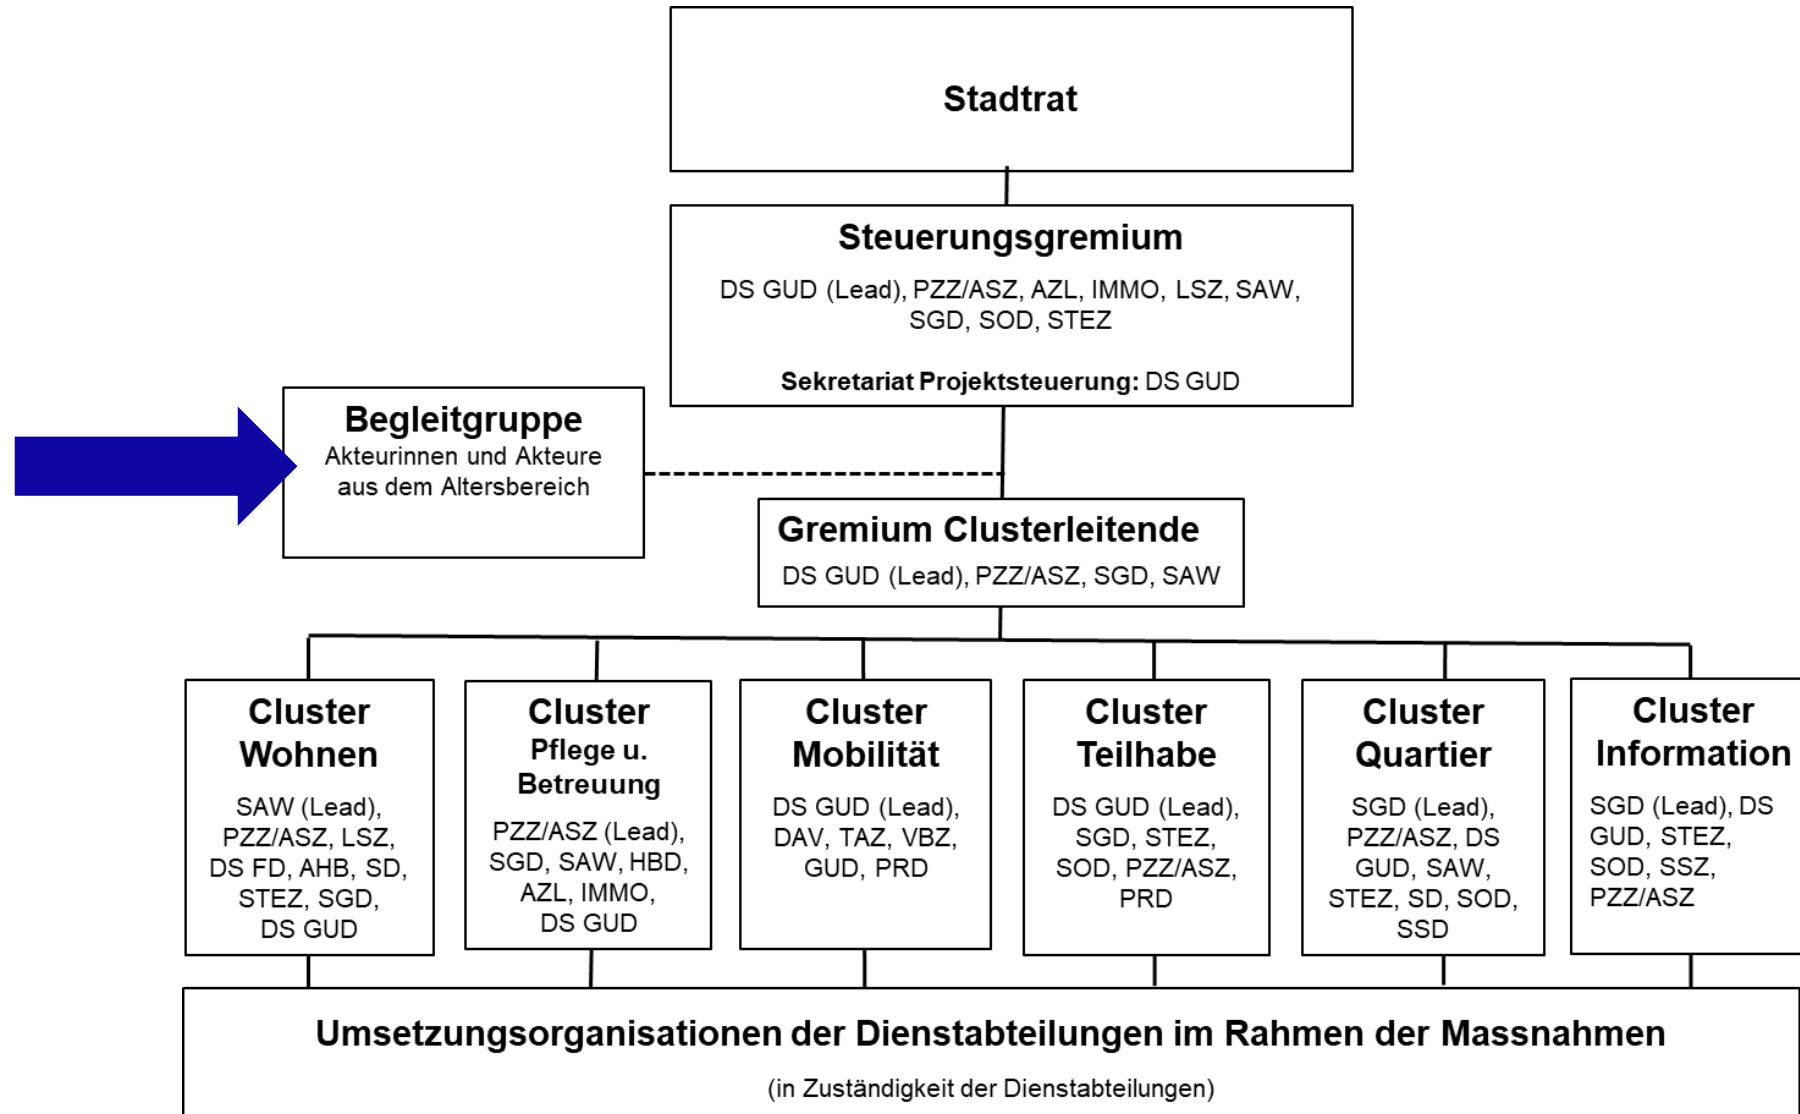 Stadtrat
Steuerungsgremium
DS GUD (Lead), PZZ/ASZ, AZL, IMMO, LSZ, SAW,
SGD, SOD, STEZ
Sekretariat Projektsteuerung: DS GUD
Begleitgruppe
Akteurinnen und Akteure
aus dem Altersbereich
Gremium Clusterleitende
DS GUD (Lead), PZZ/ASZ, SGD, SAW
Cluster
Wohnen
SAW (Lead),
PZZ/ASZ, LSZ,
DS FD, AHB, SD,
STEZ, SGD,
DS GUD
Cluster
Pflege u.
Betreuung
PZZ/ASZ (Lead),
SGD, SAW, HBD,
AZL, IMMO,
DS GUD
Cluster
Mobilität
DS GUD (Lead),
DAV, TAZ, VBZ,
GUD, PRD
Cluster
Teilhabe
DS GUD (Lead),
SGD, STEZ,
SOD, PZZ/ASZ,
PRD
Cluster
Quartier
SGD (Lead),
PZZ/ASZ, DS
GUD, SAW,
STEZ, SD, SOD,
SSD
Cluster
Information
SGD (Lead), DS
GUD, STEZ,
SOD, SSZ,
PZZ/ASZ
Umsetzungsorganisationen der Dienstabteilungen im Rahmen der Massnahmen
(in Zuständigkeit der Dienstabteilungen)